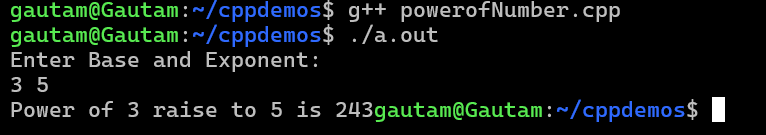 gautam@Gautam:~/cppdemos$ g++ powerofNumber.cpp
gautam@Gautam:~/cppdemos$ ./a.out
Enter Base and Exponent:
3 5
Power of 3 raise to 5 is 243gautam@Gautam:~/cppdemos$